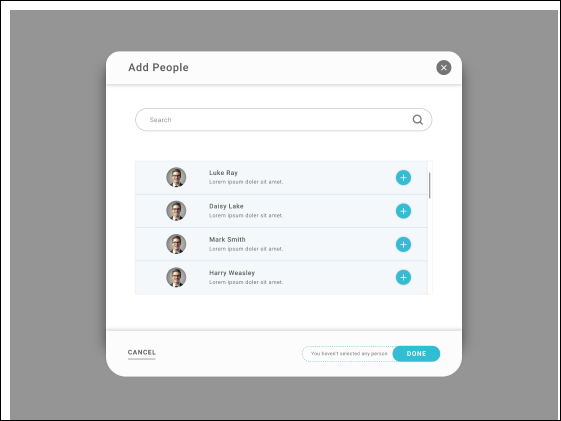 Add People
Search
Luke Ray
Lorem ipsum doler sit amet.
Daisy Lake
Lorem ipsum doler sit amet.
Mark Smith
Lorem ipsum doler sit amet.
Harry Weasley
Lorem ipsum doler sit amet.
CANCEL
You haven't selected any person
DONE